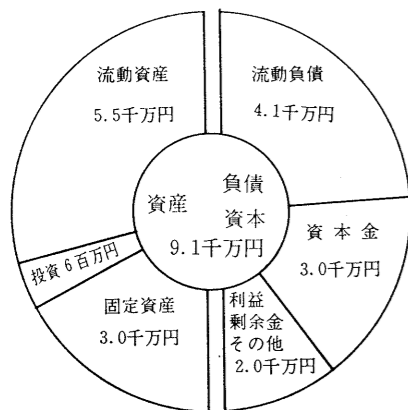 流動資産
5.5千万円
流動負債
4.1千万円
資産
負債
資本
9.1千万円
資本金
3.0千万円
投資6百万円
固定資産
3.0千万円
利益
剰余金
その他
2.0千万円